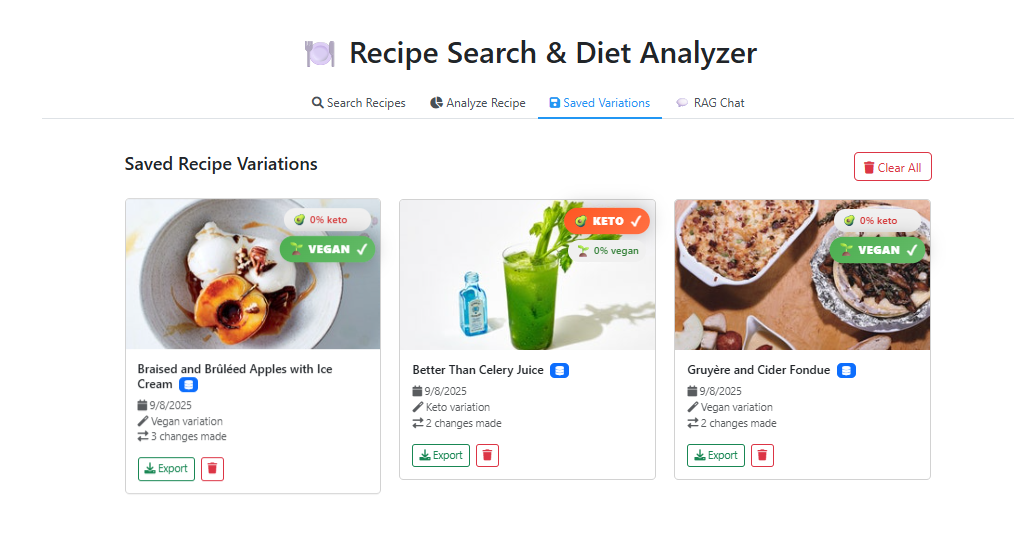 Recipe Search & Diet Analyzer
Search Recipes Analyze Recipe Saved Variations RAG Chat
Saved Recipe Variations
Clear All
0% keto
VEGAN
Braised and Brûléed Apples with Ice
Cream
9/8/2025
Vegan variation
3 changes made
Export
KETO
0% vegan
Better Than Celery Juice
9/8/2025
Keto variation
2 changes made
Export
0% keto
VEGAN
Gruyère and Cider Fondue
9/8/2025
Vegan variation
2 changes made
Export